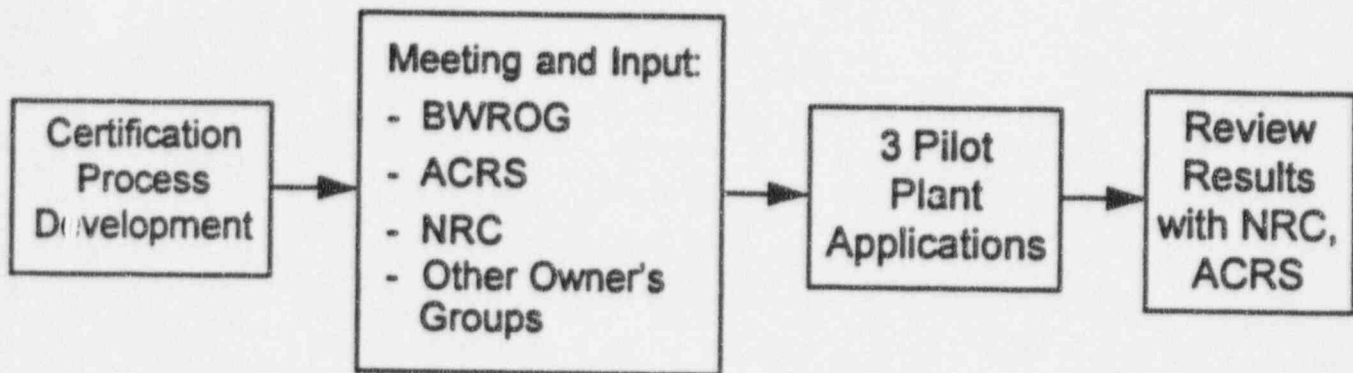 Certification
Process
Development
Meeting and Input:
- BWROG
- ACRS
- NRC
- Other Owner's
Groups
3 Pilot
Plant
Applications
Review
Results
with NRC,
ACRS